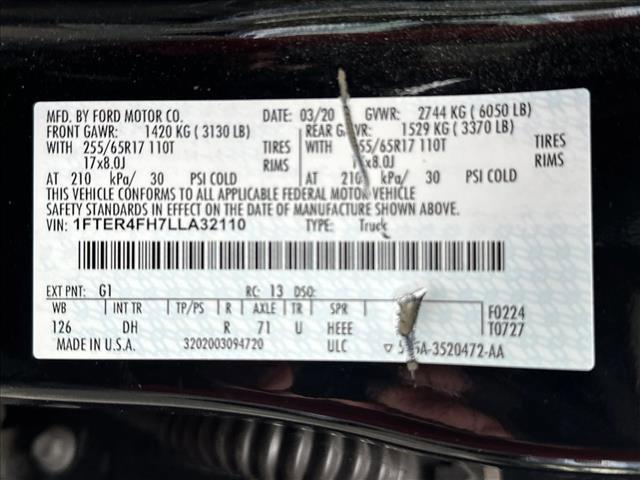 MFD. BY FORD MOTOR CO. DATE: 03/20 GVWR: 2744 KG ( 6050 LB)
FRONT GAWR: 1420 KG ( 3130 LB) REAR GAWR: 1529 KG ( 3370 LB)
WITH 255/65R17 110T TIRES WITH 255/65R17 110T TIRES
17x8.0J RIMS 17x8.0J RIMS
AT 210 kPa/ 30 PSI COLD AT 210 kPa/ 30 PSI COLD
THIS VEHICLE CONFORMS TO ALL APPLICABLE FEDERAL MOTOR VEHICLE
SAFETY STANDARDS IN EFFECT ON THE DATE OF MANUFACTURE SHOWN ABOVE.
VIN: 1FTER4FH7LLA32110 TYPE: Truck
EXT PNT: G1 RC: 13 DSO:
WB INT TR TP/PS R AXLE TR SPR F0224
126 DH R 71 U HEEE T0727
MADE IN U.S.A. 3202003094720 ULC